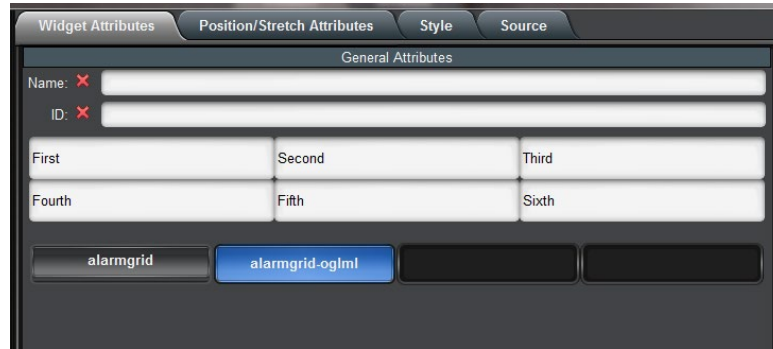 Widget Attributes Position/Stretch Attributes Style Source
General Attributes
Name:
ID:
First Second Third
Fourth Fifth Sixth
alarmgrid alarmgrid-oglml